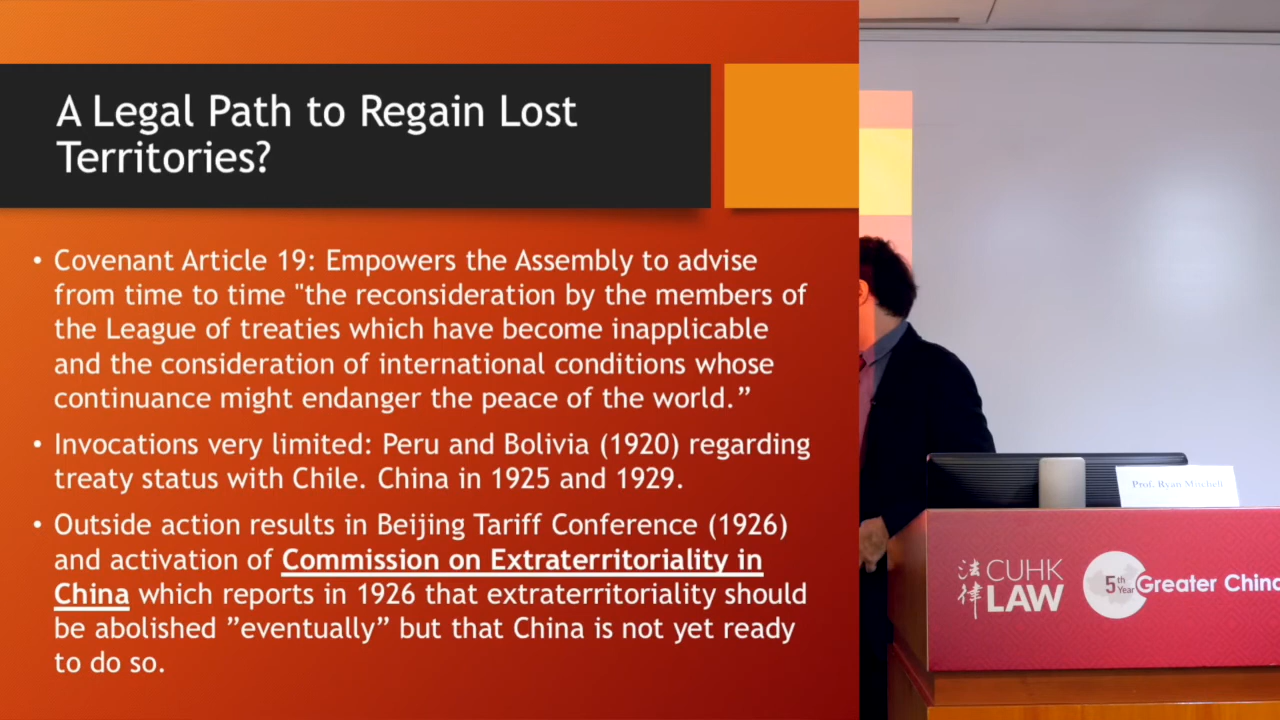 A Legal Path to Regain Lost
Territories?
• Covenant Article 19: Empowers the Assembly to advise
from time to time "the reconsideration by the members of
the League of treaties which have become inapplicable
and the consideration of international conditions whose
continuance might endanger the peace of the world.”
• Invocations very limited: Peru and Bolivia (1920) regarding
treaty status with Chile. China in 1925 and 1929.
• Outside action results in Beijing Tariff Conference (1926)
and activation of Commission on Extraterritoriality in
China which reports in 1926 that extraterritoriality should
be abolished ”eventually” but that China is not yet ready
to do so.
Prof. Ryan Mitchell
法律
CUHK
LAW
5th
Year
Greater China